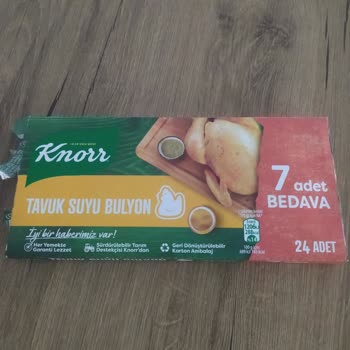 Knorr
TAVUK SUYU BULYON
İyi bir haberimiz var!
Her Yemekte
Garanti Lezzet
Sürdürülebilir Tarım
Destekçisi Knorr'dan
Geri Dönüştürülebilir
Karton Ambalaj
7 adet
BEDAVA
24 ADET